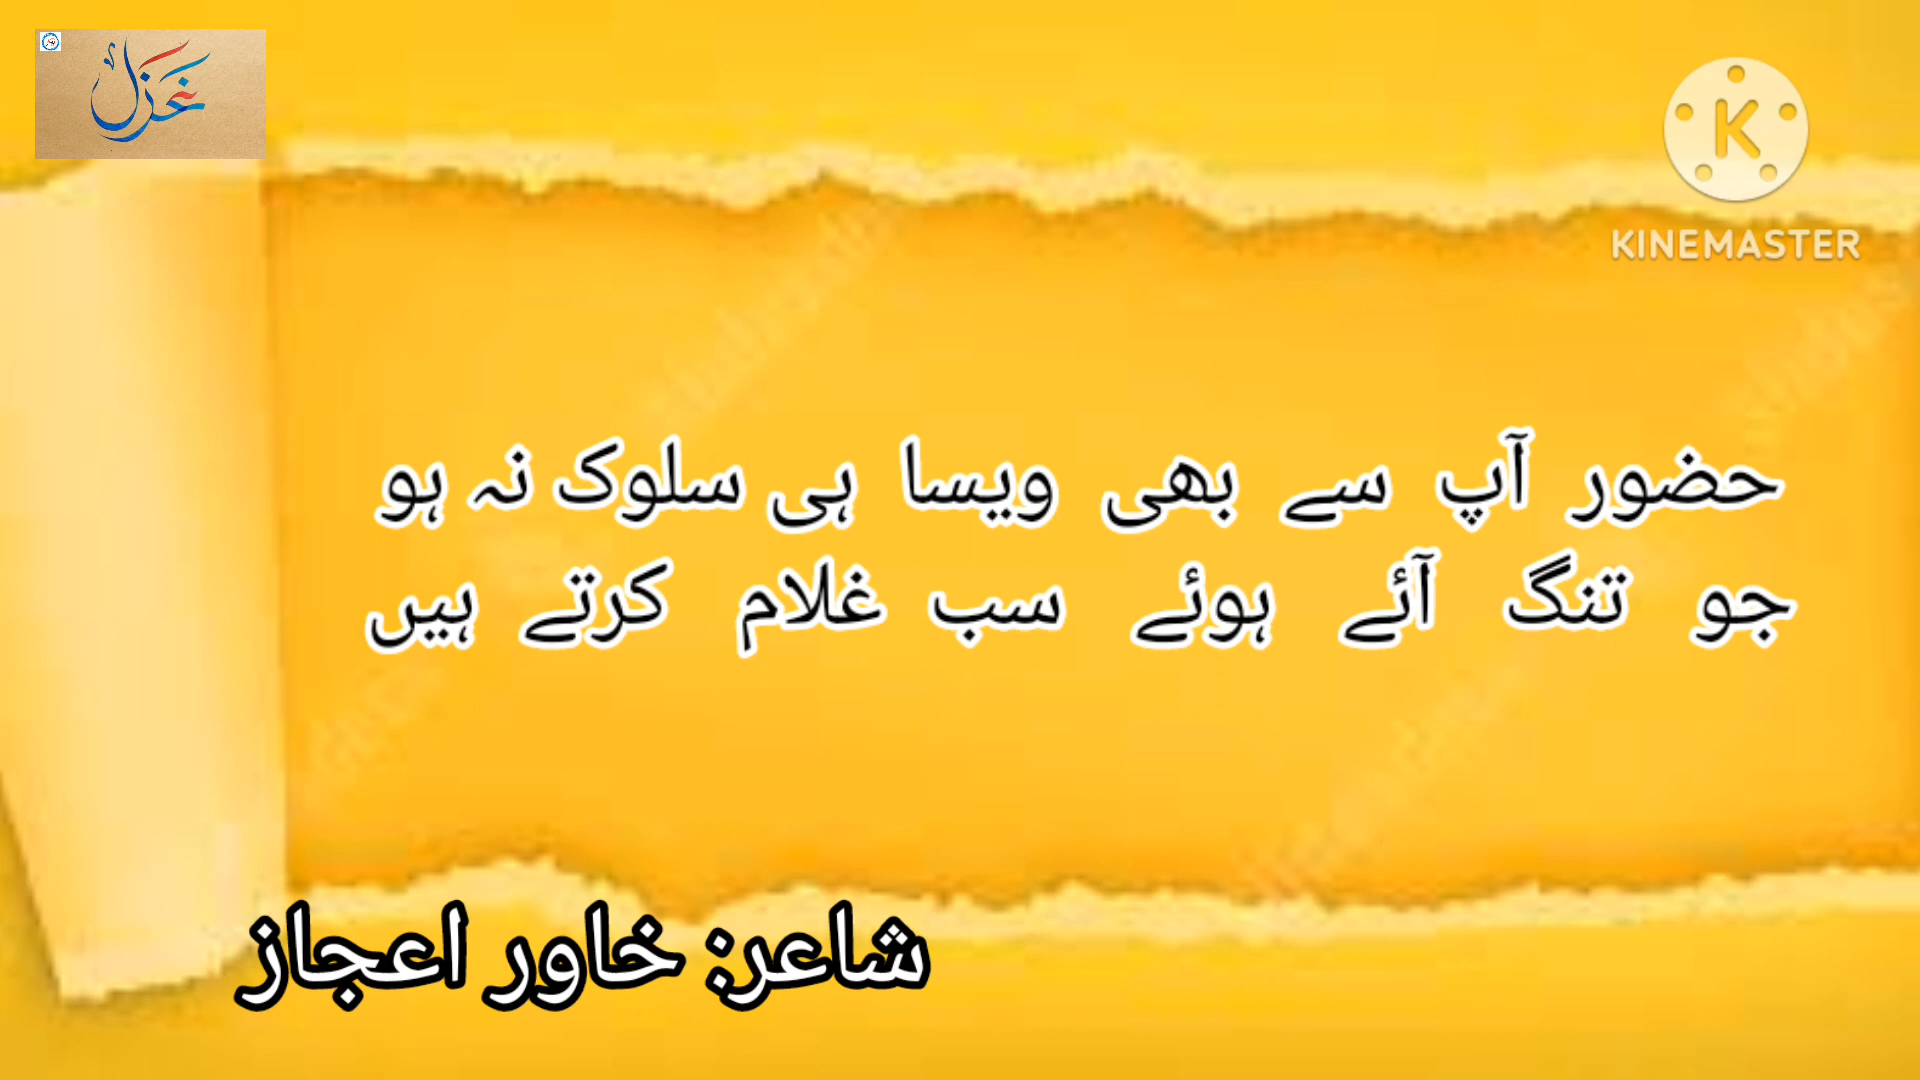 غزل
KINEMASTER
حضور آپ سے بھی ویسا ہی سلوک نہ ہو
جو تنگ آئے ہوئے سب غلام کرتے ہیں
شاعر: خاور اعجاز